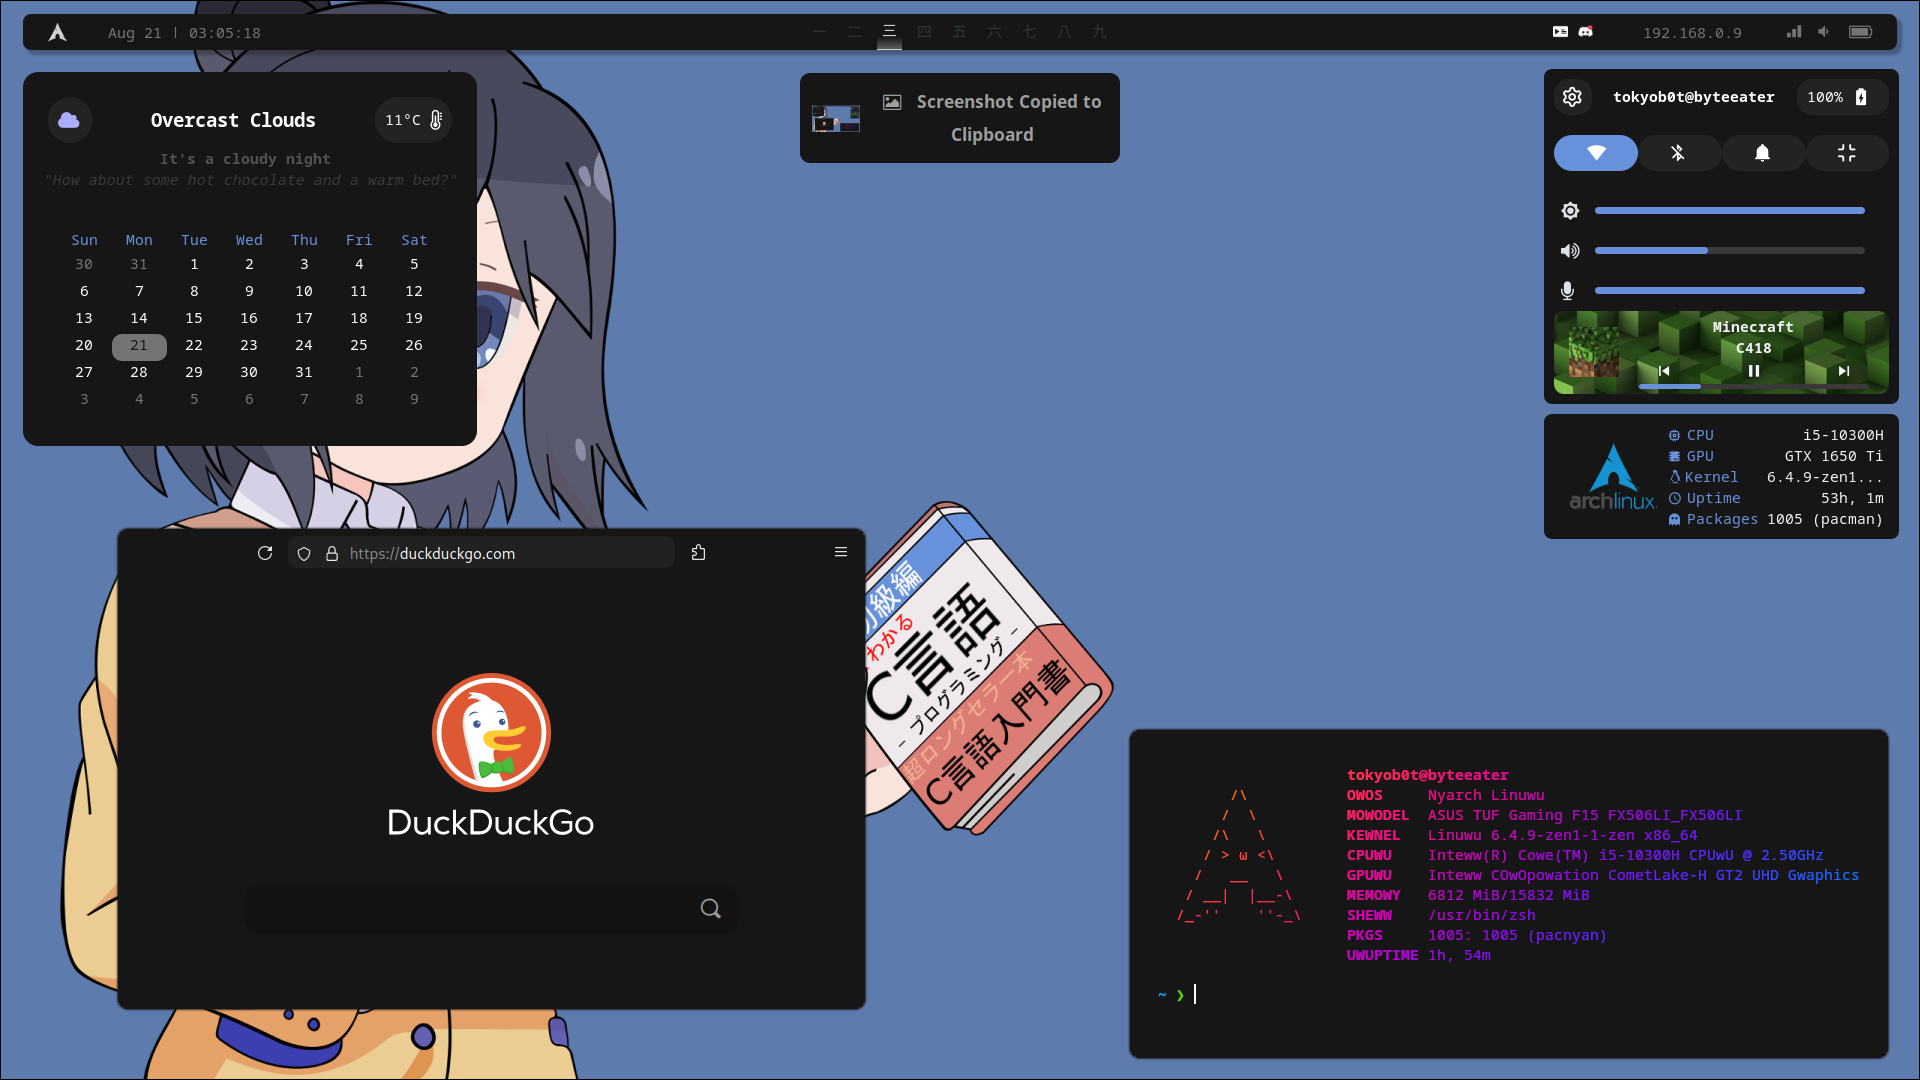 Aug 21 | 03:05:18
一 二 三 四 五 六 七 八 九
192.168.0.9
Overcast Clouds
11°C
It's a cloudy night
"How about some hot chocolate and a warm bed?"
Sun Mon Tue Wed Thu Fri Sat
30 31 1 2 3 4 5
6 7 8 9 10 11 12
13 14 15 16 17 18 19
20 21 22 23 24 25 26
27 28 29 30 31 1 2
3 4 5 6 7 8 9
Screenshot Copied to
Clipboard
tokyob0t@byteeater
100%
Minecraft
C418
archlinux
CPU i5-10300H
GPU GTX 1650 Ti
Kernel 6.4.9-zen1...
Uptime 53h, 1m
Packages 1005 (pacman)
https://duckduckgo.com
DuckDuckGo
級編
わかる
C言語
- プログラミング -
超ロングセラー本
C言語入門書
tokyob0t@byteeater
OWOS Nyarch Linuwu
MOWODEL ASUS TUF Gaming F15 FX506LI_FX506LI
KEWNEL Linuwu 6.4.9-zen1-1-zen x86_64
CPUWU Inteww(R) Cowe(TM) i5-10300H CPUwU @ 2.50GHz
GPUWU Inteww COwOpowation CometLake-H GT2 UHD Gwaphics
MEMOWY 6812 MiB/15832 MiB
SHEWW /usr/bin/zsh
PKGS 1005: 1005 (pacnyan)
UWUPTIME 1h, 54m
~ ❯